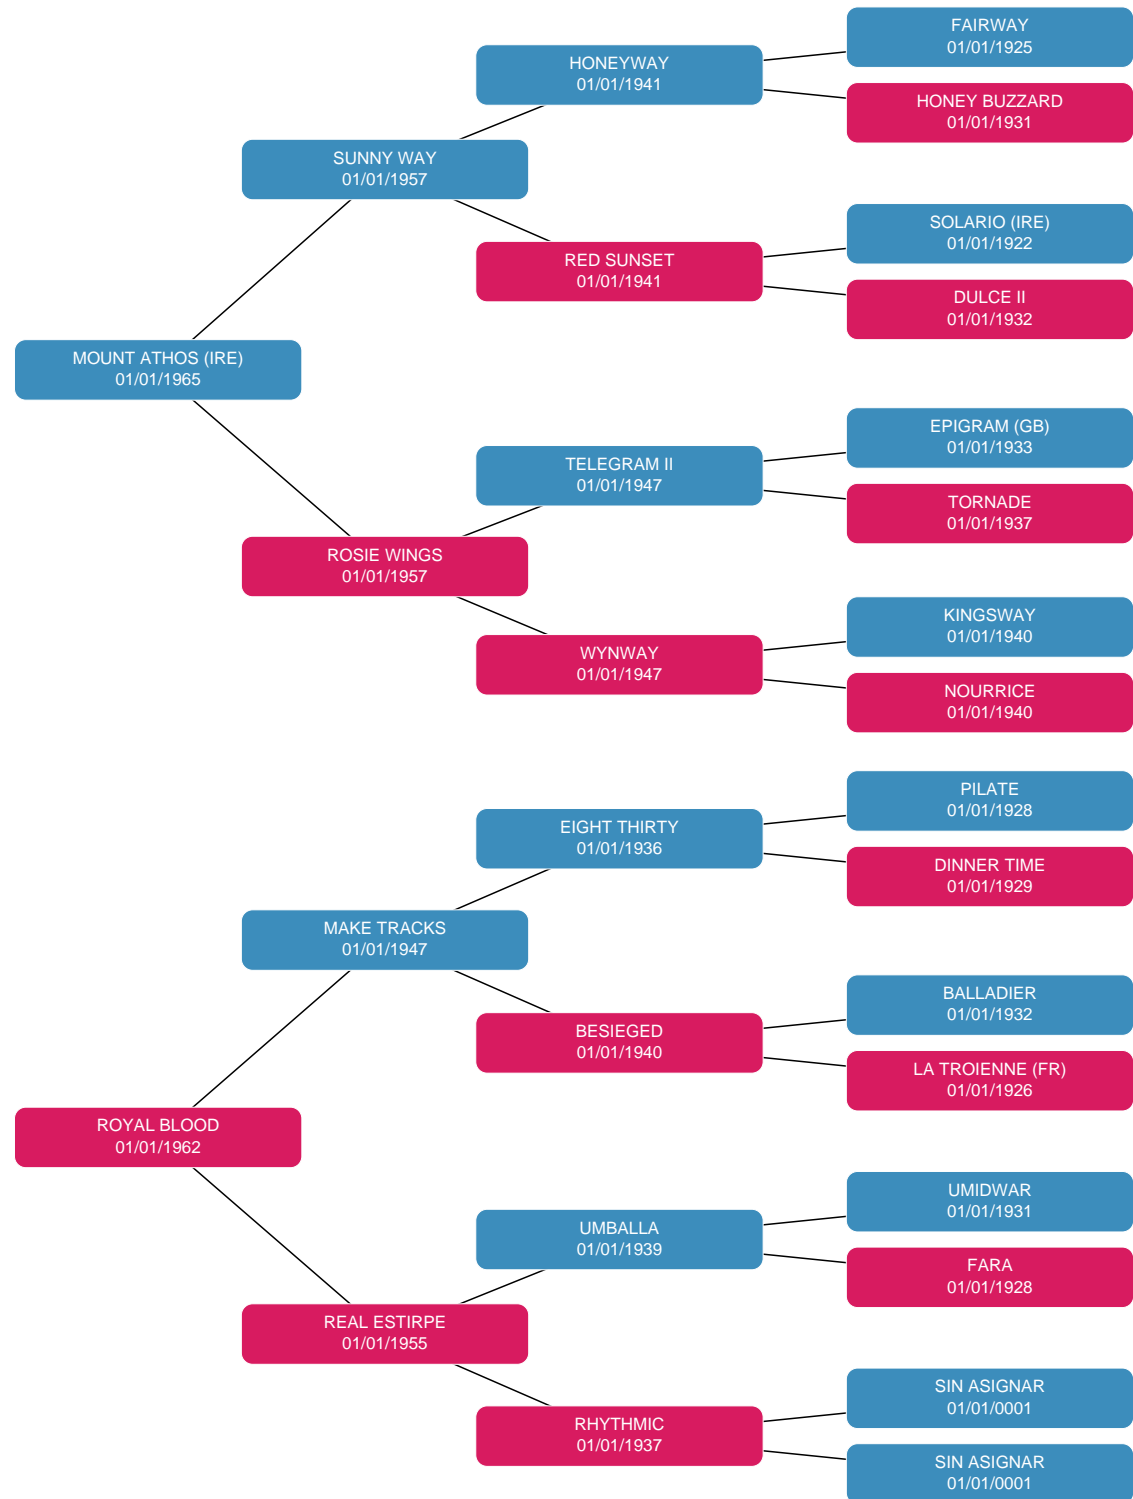 FAIRWAY
01/01/1925
HONEYWAY
01/01/1941
HONEY BUZZARD
01/01/1931
SUNNY WAY
01/01/1957
SOLARIO (IRE)
01/01/1922
RED SUNSET
01/01/1941
DULCE II
01/01/1932
MOUNT ATHOS (IRE)
01/01/1965
EPIGRAM (GB)
01/01/1933
TELEGRAM II
01/01/1947
TORNADE
01/01/1937
ROSIE WINGS
01/01/1957
KINGSWAY
01/01/1940
WYNWAY
01/01/1947
NOURRICE
01/01/1940
PILATE
01/01/1928
EIGHT THIRTY
01/01/1936
DINNER TIME
01/01/1929
MAKE TRACKS
01/01/1947
BALLADIER
01/01/1932
BESIEGED
01/01/1940
LA TROIENNE (FR)
01/01/1926
ROYAL BLOOD
01/01/1962
UMIDWAR
01/01/1931
UMBALLA
01/01/1939
FARA
01/01/1928
REAL ESTIRPE
01/01/1955
SIN ASIGNAR
01/01/0001
RHYTHMIC
01/01/1937
SIN ASIGNAR
01/01/0001